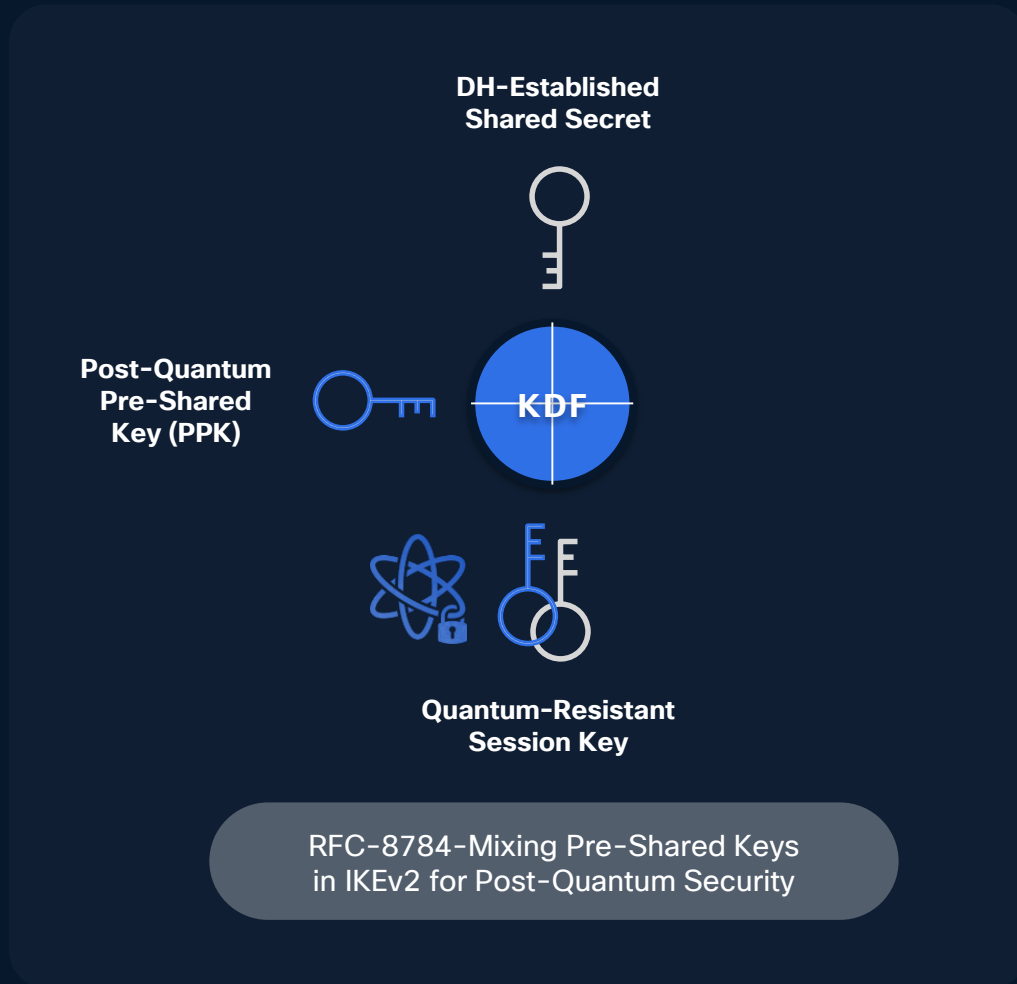 DH-Established
Shared Secret
Post-Quantum
Pre-Shared
Key (PPK)
KDF
Quantum-Resistant
Session Key
RFC-8784-Mixing Pre-Shared Keys
in IKEv2 for Post-Quantum Security